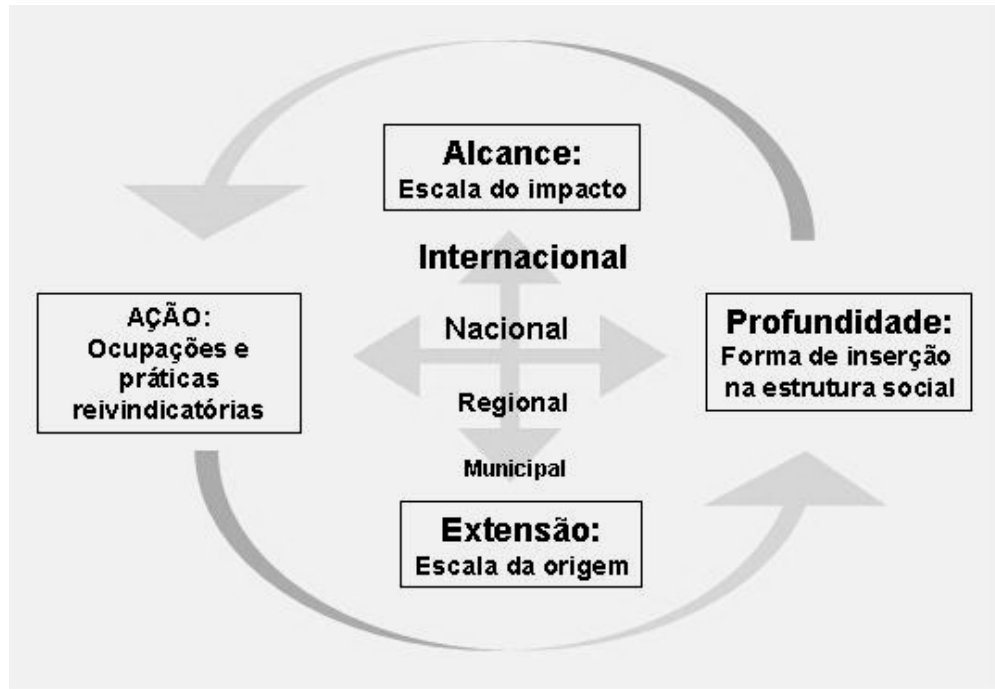 Alcance:
Escala do impacto
Internacional
AÇÃO:
Ocupações e
práticas
reivindicatórias
Nacional
Profundidade:
Forma de inserção
na estrutura social
Regional
Municipal
Extensão:
Escala da origem